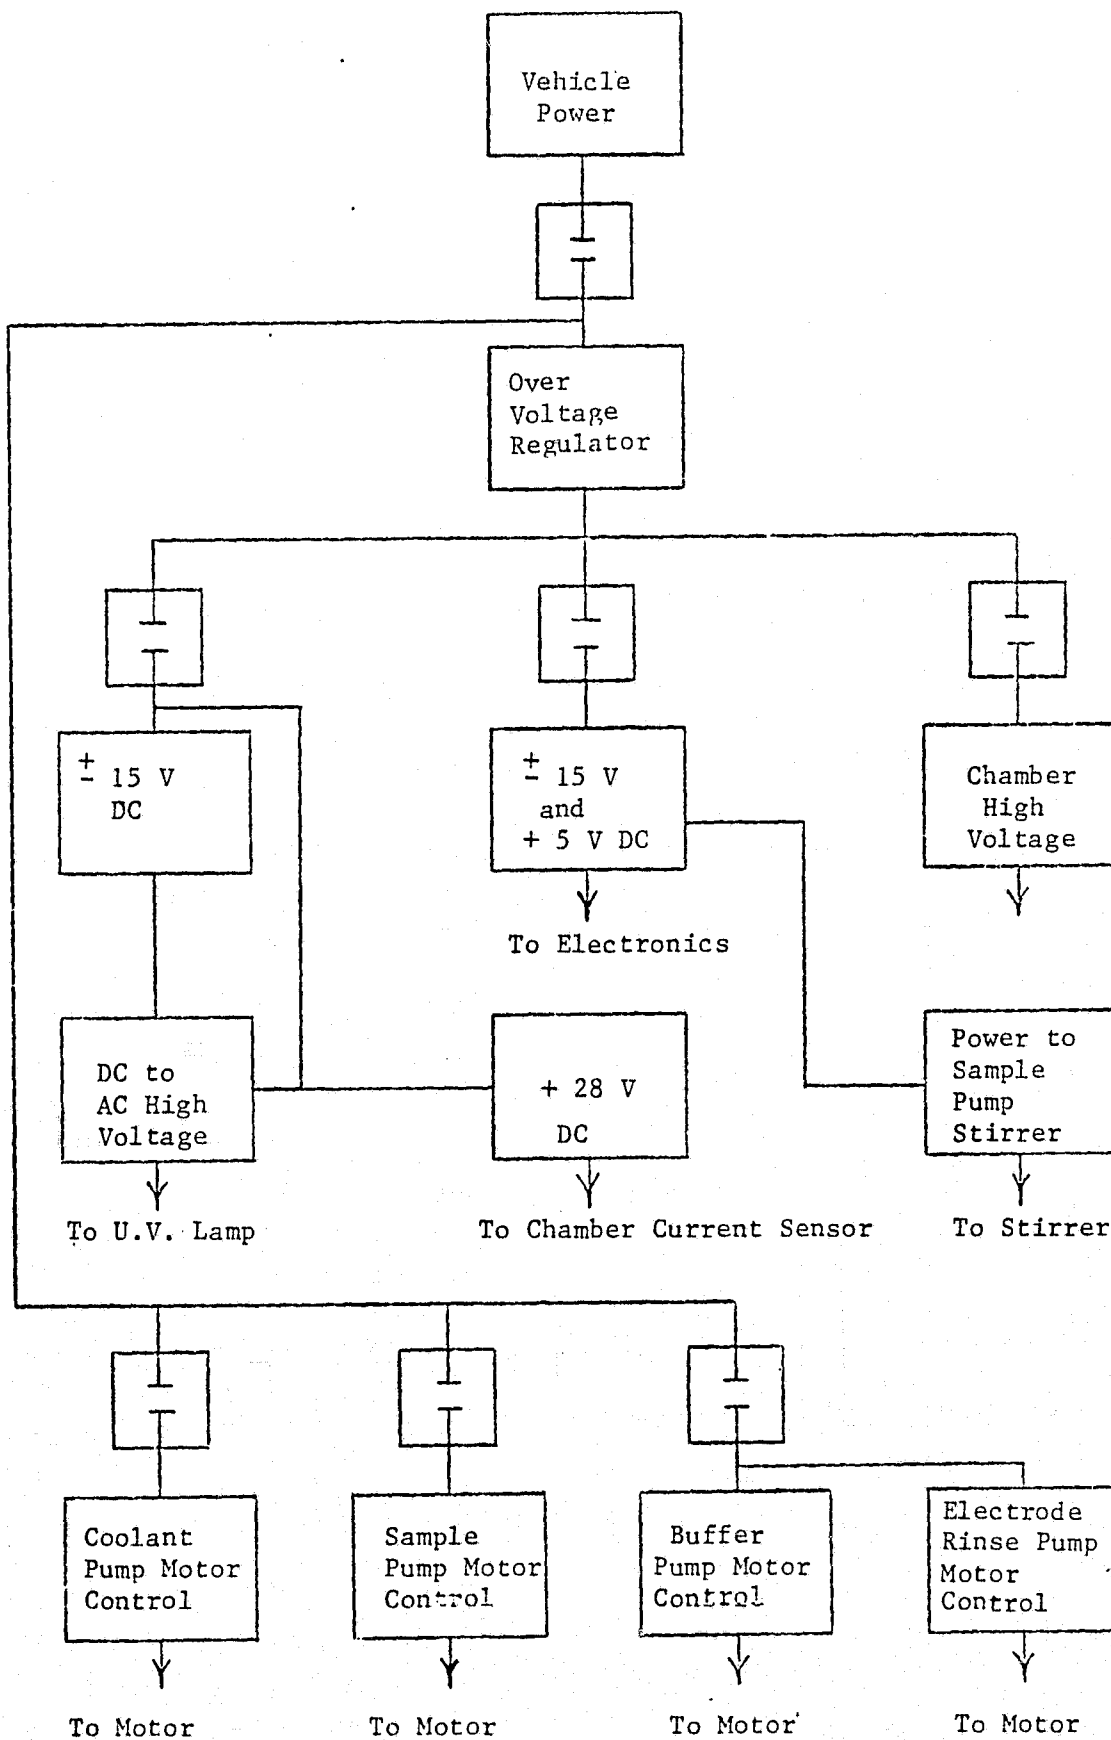 Vehicle
Power
Over
Voltage
Regulator
± 15 V
DC
± 15 V
and
+ 5 V DC
Chamber
High
Voltage
To Electronics
DC to
AC High
Voltage
+ 28 V
DC
Power to
Sample
Pump
Stirrer
To U.V. Lamp
To Chamber Current Sensor
To Stirrer
Coolant
Pump Motor
Control
Sample
Pump Motor
Control
Buffer
Pump Motor
Control
Electrode
Rinse Pump
Motor
Control
To Motor
To Motor
To Motor
To Motor